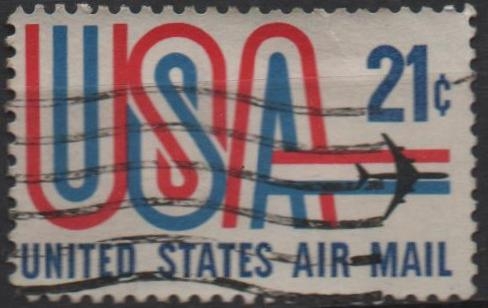 USA
21¢
UNITED STATES AIR MAIL